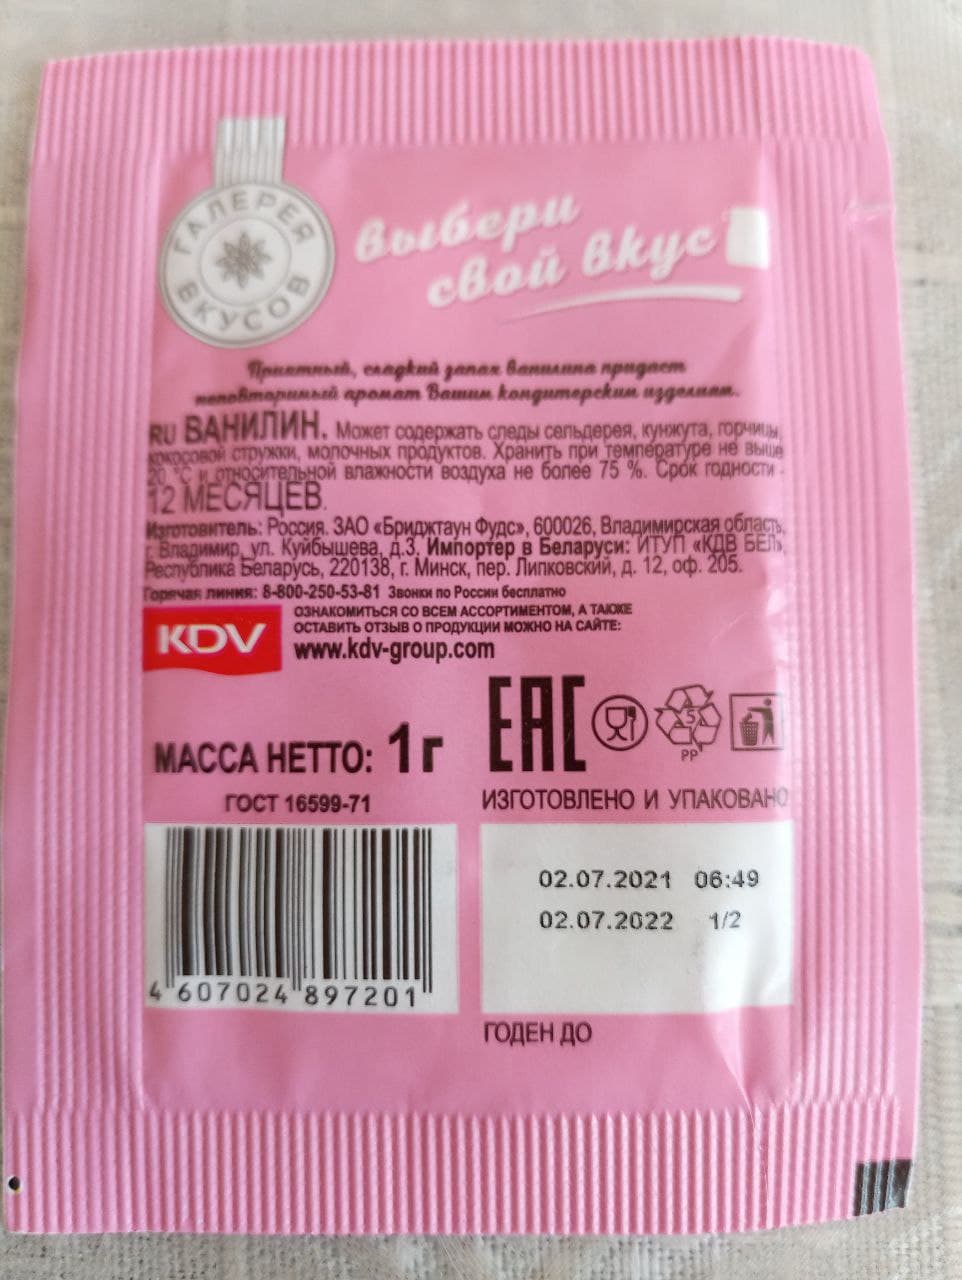 ГАЛЕРЕЯ
ВКУСОВ
выбери
свой вкус
Приятный, сладкий запах ванилина придаст
неповторимый аромат Вашим кондитерским изделиям.
RU ВАНИЛИН. Может содержать следы сельдерея, кунжута, горчицы,
кокосовой стружки, молочных продуктов. Хранить при температуре не выше
20 °С и относительной влажности воздуха не более 75 %. Срок годности -
12 МЕСЯЦЕВ.
Изготовитель: Россия. ЗАО «Бриджтаун Фудс», 600026, Владимирская область,
г. Владимир, ул. Куйбышева, д.3. Импортер в Беларуси: ИТУП «КДВ БЕЛ»,
Республика Беларусь, 220138, г. Минск, пер. Липковский, д. 12, оф. 205.
Горячая линия: 8-800-250-53-81 Звонки по России бесплатно
KDV
ОЗНАКОМИТЬСЯ СО ВСЕМ АССОРТИМЕНТОМ, А ТАКЖЕ
ОСТАВИТЬ ОТЗЫВ О ПРОДУКЦИИ МОЖНО НА САЙТЕ:
www.kdv-group.com
EAC
5
PP
МАССА НЕТТО: 1 г
ГОСТ 16599-71
ИЗГОТОВЛЕНО И УПАКОВАНО
02.07.2021 06:49
02.07.2022 1/2
4 607024 897201
ГОДЕН ДО